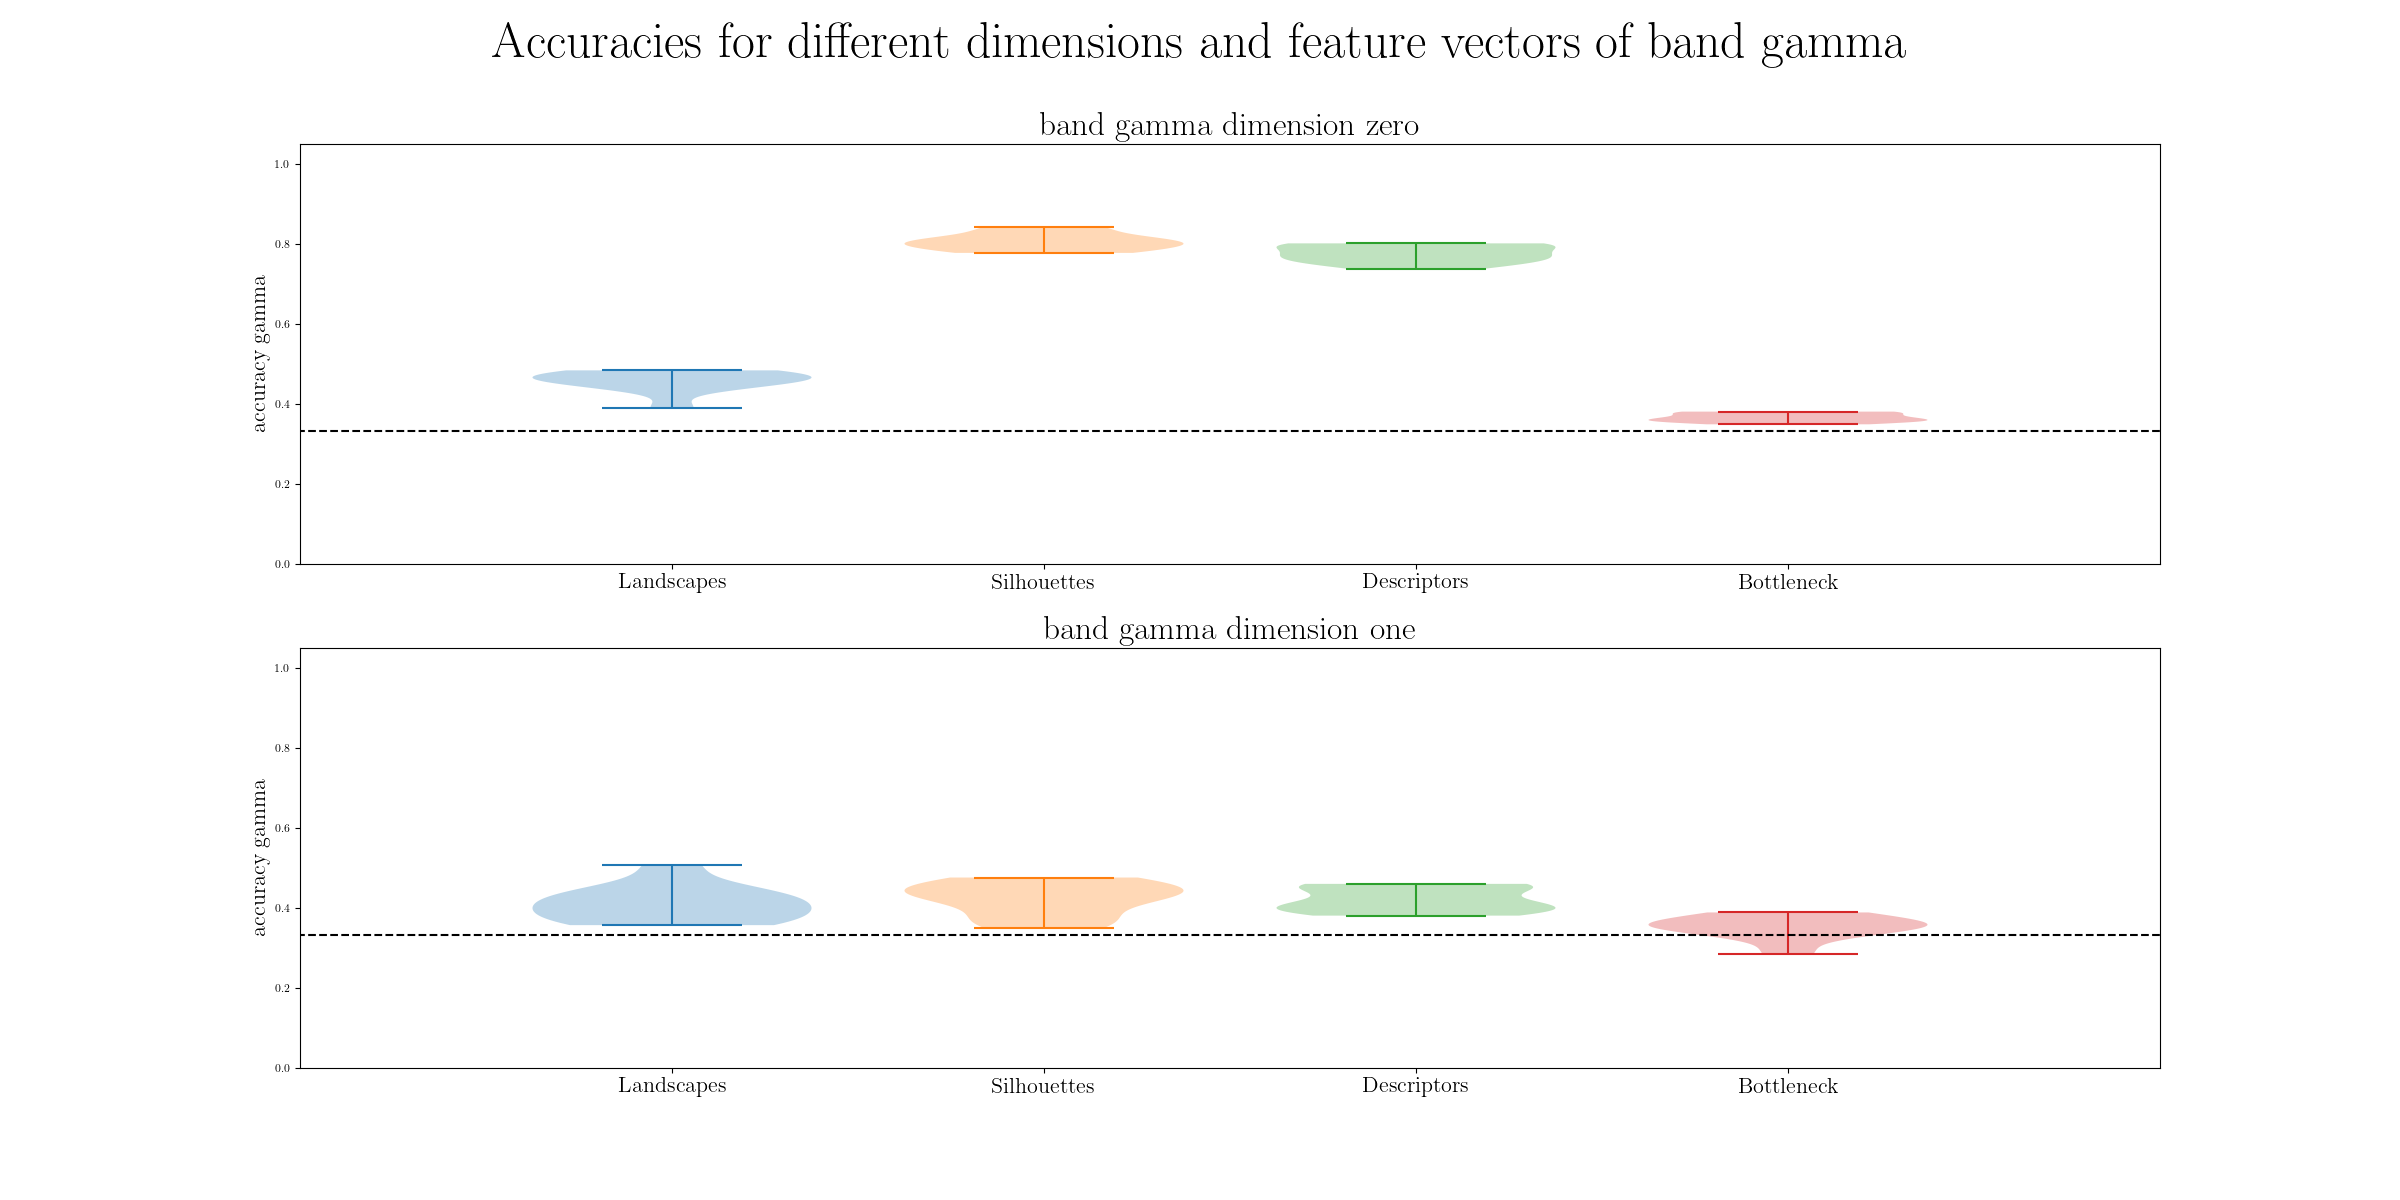 Accuracies for different dimensions and feature vectors of band gamma
band gamma dimension zero
accuracy gamma
1.0
0.8
0.6
0.4
0.2
0.0
Landscapes Silhouettes Descriptors Bottleneck
band gamma dimension one
accuracy gamma
1.0
0.8
0.6
0.4
0.2
0.0
Landscapes Silhouettes Descriptors Bottleneck